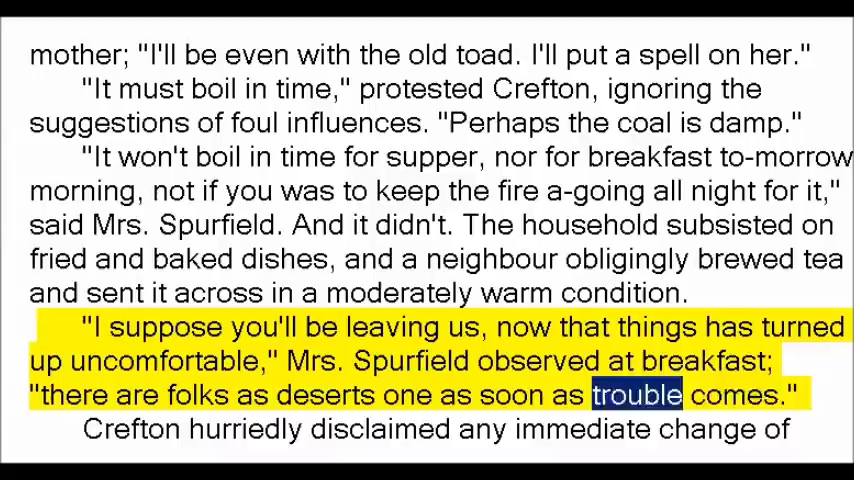 mother; "I'll be even with the old toad. I'll put a spell on her."
"It must boil in time," protested Crefton, ignoring the
suggestions of foul influences. "Perhaps the coal is damp."
"It won't boil in time for supper, nor for breakfast to-morrow
morning, not if you was to keep the fire a-going all night for it,"
said Mrs. Spurfield. And it didn't. The household subsisted on
fried and baked dishes, and a neighbour obligingly brewed tea
and sent it across in a moderately warm condition.
"I suppose you'll be leaving us, now that things has turned
up uncomfortable," Mrs. Spurfield observed at breakfast;
"there are folks as deserts one as soon as trouble comes."
Crefton hurriedly disclaimed any immediate change of